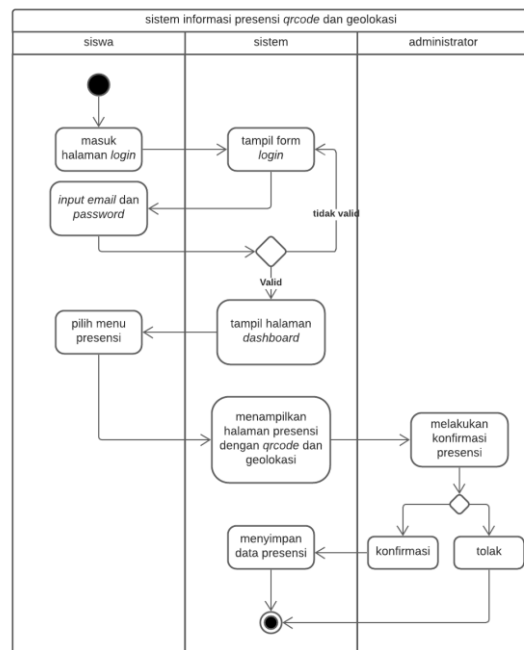 sistem informasi presensi qrcode dan geolokasi
siswa
sistem
administrator
masuk
halaman login
tampil form
login
input email dan
password
tidak valid
Valid
pilih menu
presensi
tampil halaman
dashboard
menampilkan
halaman presensi
dengan qrcode dan
geolokasi
melakukan
konfirmasi
presensi
menyimpan
data presensi
konfirmasi
tolak